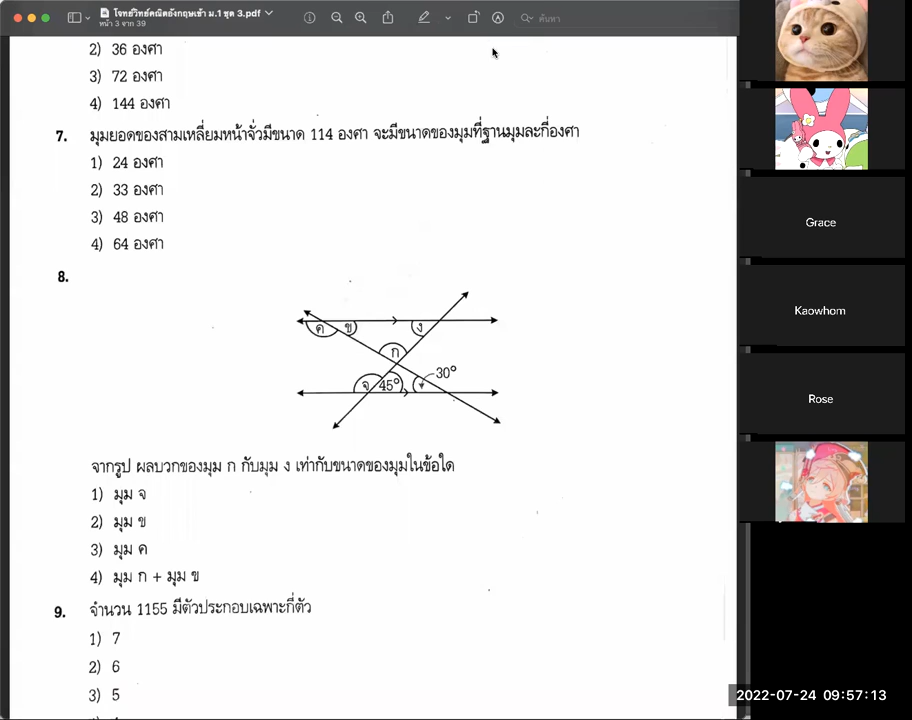 โจทย์วิทย์คณิตอังกฤษเข้า ม.1 ชุด 3.pdf
หน้า 3 จาก 39
ค้นหา
2) 36 องศา
3) 72 องศา
4) 144 องศา
7. มุมยอดของสามเหลี่ยมหน้าจั่วมีขนาด 114 องศา จะมีขนาดของมุมที่ฐานมุมละกี่องศา
1) 24 องศา
2) 33 องศา
3) 48 องศา
4) 64 องศา
8.
ค ข ง
ก
30°
จ 45°
จากรูป ผลบวกของมุม ก กับมุม ง เท่ากับขนาดของมุมในข้อใด
1) มุม จ
2) มุม ข
3) มุม ค
4) มุม ก + มุม ข
9. จำนวน 1155 มีตัวประกอบเฉพาะกี่ตัว
1) 7
2) 6
3) 5
Grace
Kaowhom
Rose
2022-07-24 09:57:13